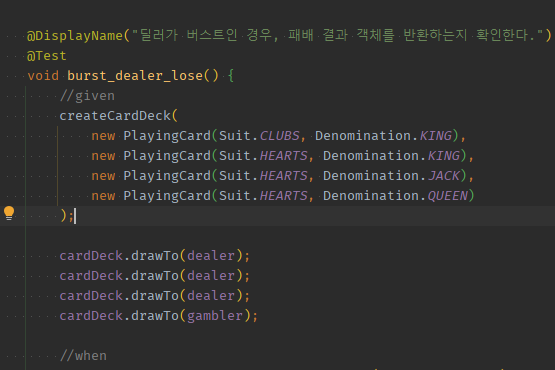 @DisplayName("딜러가 버스트인 경우, 패배 결과 객체를 반환하는지 확인한다.")
@Test
void burst_dealer_lose() {
//given
createCardDeck(
new PlayingCard(Suit.CLUBS, Denomination.KING),
new PlayingCard(Suit.HEARTS, Denomination.KING),
new PlayingCard(Suit.HEARTS, Denomination.JACK),
new PlayingCard(Suit.HEARTS, Denomination.QUEEN)
);
cardDeck.drawTo(dealer);
cardDeck.drawTo(dealer);
cardDeck.drawTo(dealer);
cardDeck.drawTo(gambler);
//when